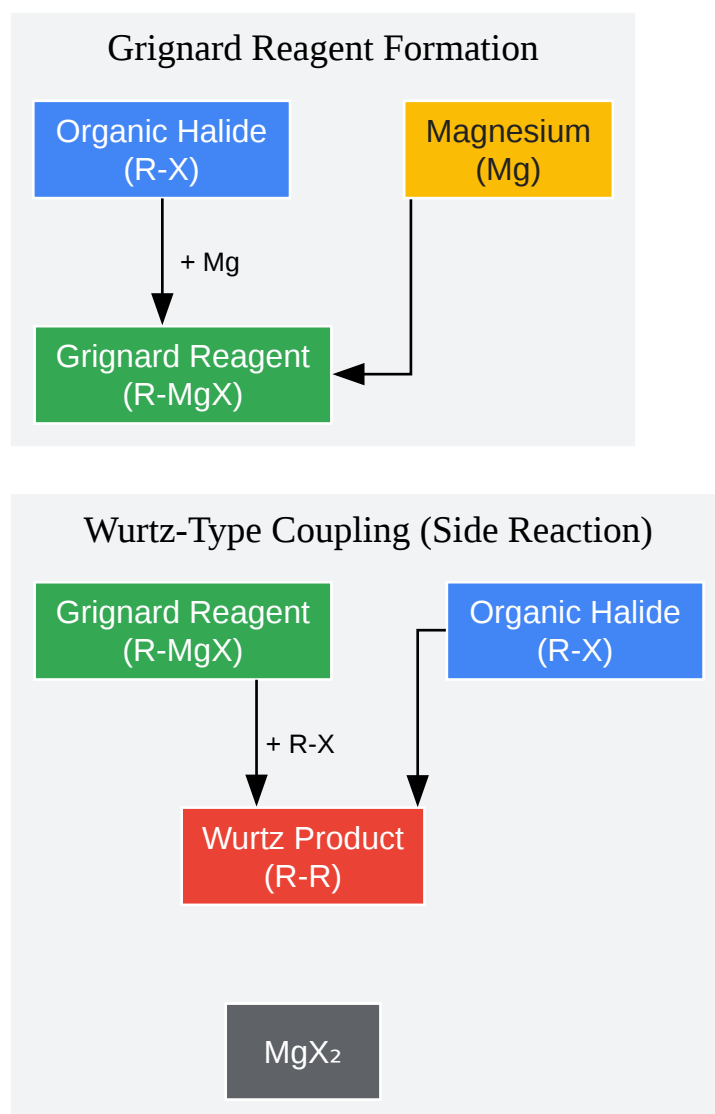 Grignard Reagent Formation
Organic Halide
(R-X)
Magnesium
(Mg)
+ Mg
Grignard Reagent
(R-MgX)
Wurtz-Type Coupling (Side Reaction)
Grignard Reagent
(R-MgX)
Organic Halide
(R-X)
+ R-X
Wurtz Product
(R-R)
MgX₂